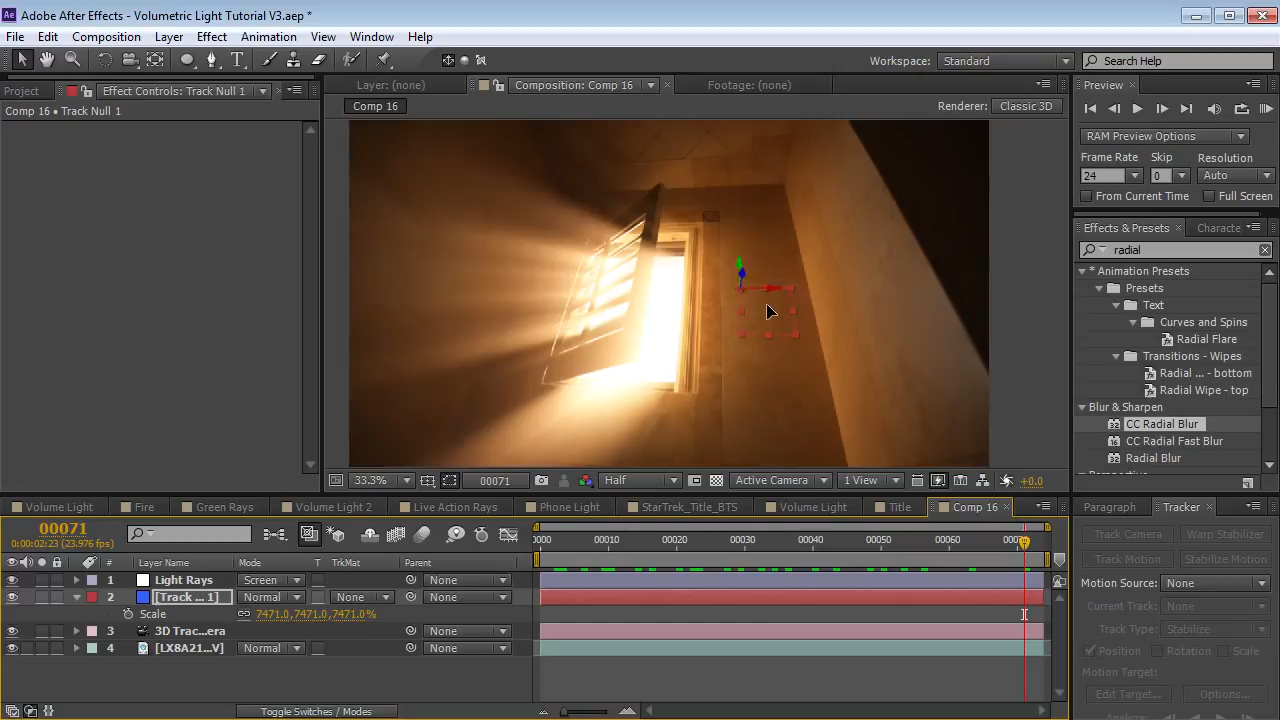 Adobe After Effects - Volumetric Light Tutorial V3.aep *
File Edit Composition Layer Effect Animation View Window Help
Workspace: Standard Search Help
Project Effect Controls: Track Null 1 Layer: (none) Composition: Comp 16 Footage: (none) Preview
Comp 16 • Track Null 1 Comp 16 Renderer: Classic 3D
RAM Preview Options
Frame Rate Skip Resolution
24 0 Auto
From Current Time Full Screen
Effects & Presets Characte
radial
* Animation Presets
Presets
Text
Curves and Spins
Radial Flare
Transitions - Wipes
Radial ... - bottom
Radial Wipe - top
Blur & Sharpen
CC Radial Blur
CC Radial Fast Blur
Radial Blur
33.3% 00071 Half Active Camera 1 View +0.0
Volume Light Fire Green Rays Volume Light 2 Phone Light Live Action Rays StarTrek_Title_BTS Volume Light Title Comp 16 Paragraph Tracker
00071
0:00:02:23 (23.976 fps)
0000 00010 00020 00030 00040 00050 00060
Track Camera Warp Stabilizer
Track Motion Stabilize Motion
# Layer Name Mode T TrkMat Parent
1 Light Rays Screen None
2 [Track ... 1] Normal None None
Scale 7471.0,7471.0,7471.0%
3 3D Trac...era None
4 [LX8A21...V] Normal None
Motion Source: None
Current Track: None
Track Type: Stabilize
Position Rotation Scale
Motion Target:
Edit Target... Options...
Toggle Switches / Modes